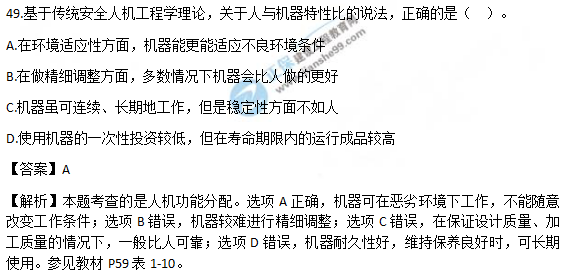 49.基于传统安全人机工程学理论，关于人与机器特性比的说法，正确的是（  ）。
A.在环境适应性方面，机器能更能适应不良环境条件
B.在做精细调整方面，多数情况下机器会比人做的更好
C.机器虽可连续、长期地工作，但是稳定性方面不如人
D.使用机器的一次性投资较低，但在寿命期限内的运行成品较高
【答案】A
【解析】本题考查的是人机功能分配。选项 A 正确，机器可在恶劣环境下工作，不能随意
改变工作条件；选项 B 错误，机器较难进行精细调整；选项 C 错误，在保证设计质量、加
工质量的情况下，一般比人可靠；选项 D 错误，机器耐久性好，维持保养良好时，可长期
使用。参见教材 P59 表 1-10。